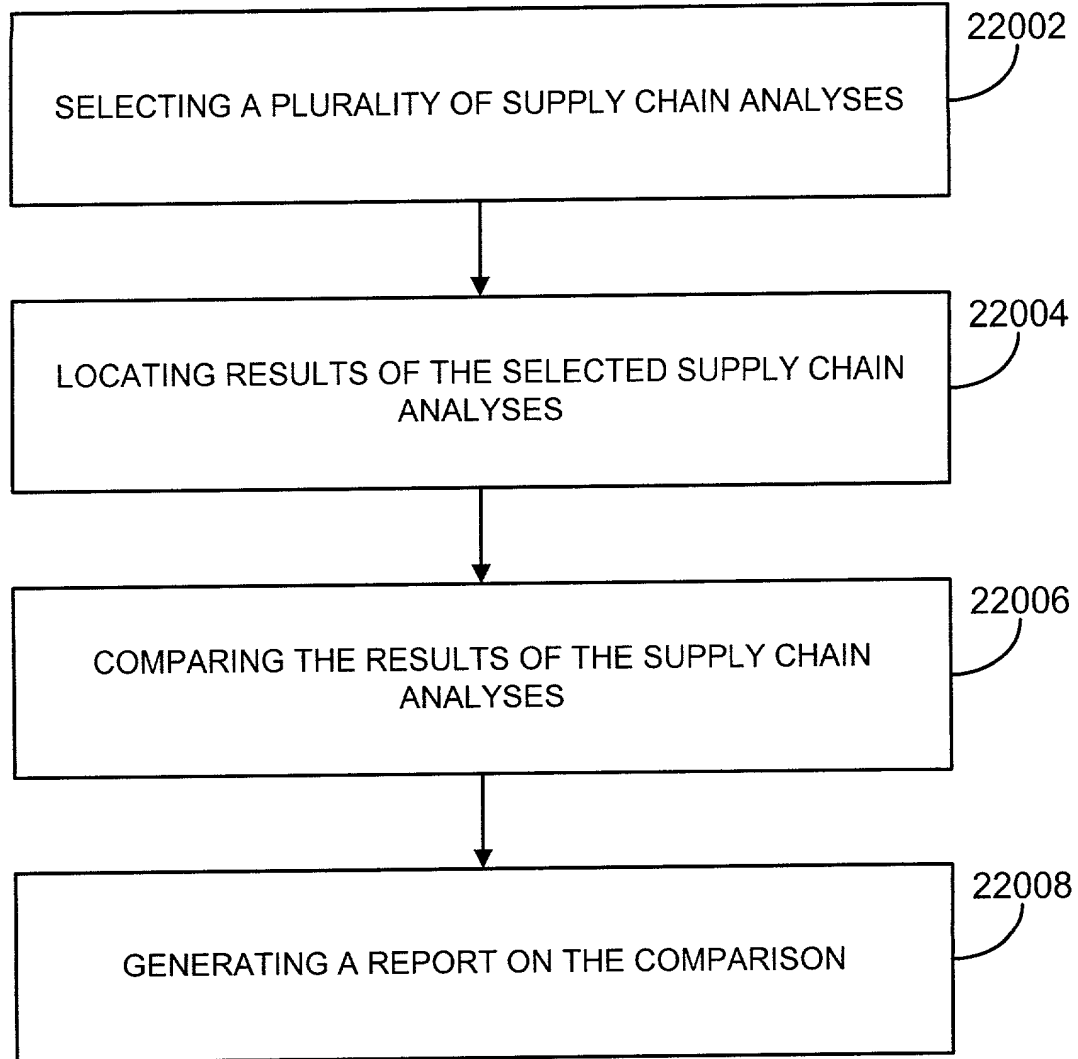 22002
SELECTING A PLURALITY OF SUPPLY CHAIN ANALYSES
22004
LOCATING RESULTS OF THE SELECTED SUPPLY CHAIN
ANALYSES
22006
COMPARING THE RESULTS OF THE SUPPLY CHAIN
ANALYSES
22008
GENERATING A REPORT ON THE COMPARISON